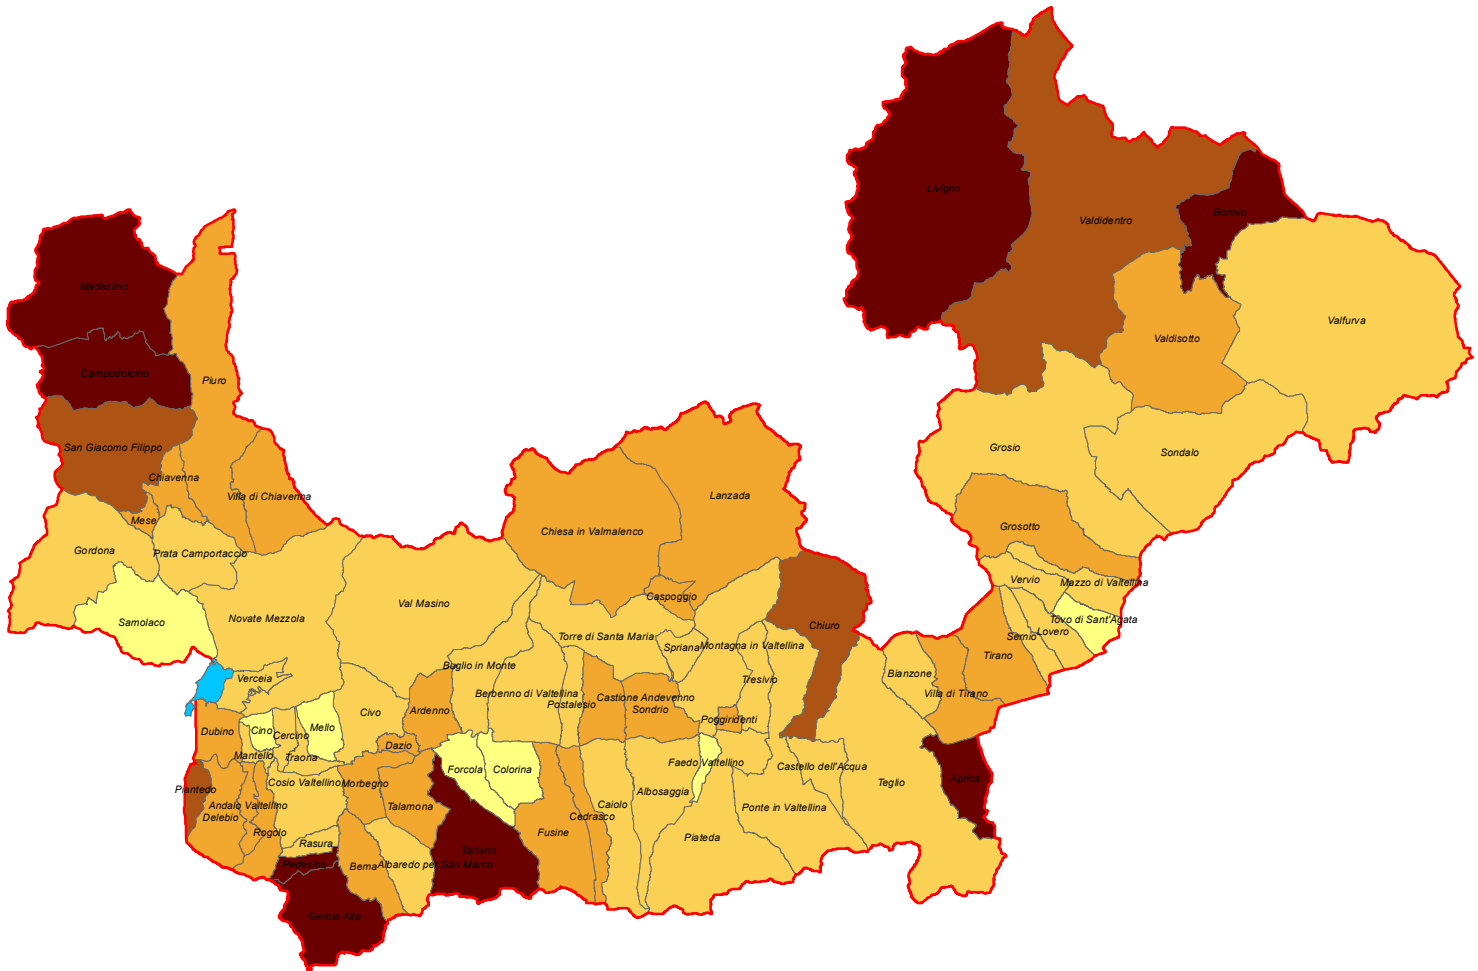 Livigno
Bormio
Valdidentro
Madesimo
Valfurva
Valdisotto
Campodolcino
Piuro
San Giacomo Filippo
Grosio
Sondalo
Chiavenna
Villa di Chiavenna
Lanzada
Mese
Grosotto
Chiesa in Valmalenco
Gordona
Prata Camportaccio
Vervio
Mazzo di Valtellina
Caspoggio
Val Masino
Samolaco
Novate Mezzola
Tovo di Sant'Agata
Chiuro
Lovero
Sernio
Torre di Santa Maria
Spriana
Montagna in Valtellina
Tirano
Buglio in Monte
Bianzone
Verceia
Tresivio
Villa di Tirano
Berbenno di Valtellina
Castione Andevenno
Postalesio
Sondrio
Civo
Ardenno
Poggiridenti
Mello
Dubino
Cino
Cercino
Dazio
Mantello
Traona
Faedo Valtellino
Castello dell'Acqua
Forcola
Colorina
Aprica
Teglio
Cosio Valtellino
Morbegno
Piantedo
Albosaggia
Andalo Valtellino
Talamona
Caiolo
Ponte in Valtellina
Delebio
Cedrasco
Rogolo
Fusine
Piateda
Rasura
Tartano
Pedesina
Bema
Albaredo per San Marco
Gerola Alta